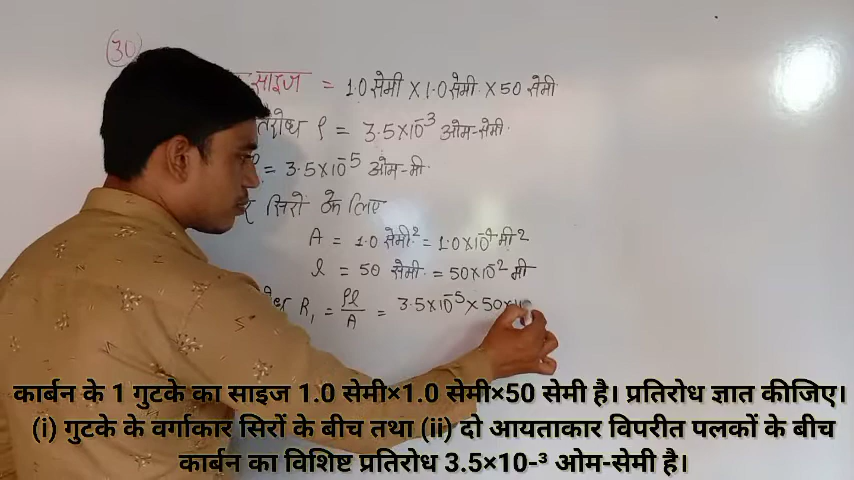 (30)
साइज = 1.0 सेमी × 1.0 सेमी × 50 सेमी
ρ = 3.5×10⁻³ ओम-सेमी.
= 3.5×10⁻⁵ ओम-मी.
सिरों के लिए
A = 1.0 सेमी.² = 1.0×10⁻⁴ मी²
l = 50 सेमी. = 50×10⁻² मी
R₁ = ρl/A = 3.5×10⁻⁵ × 50×
कार्बन के 1 गुटके का साइज 1.0 सेमी×1.0 सेमी×50 सेमी है। प्रतिरोध ज्ञात कीजिए।
(i) गुटके के वर्गाकार सिरों के बीच तथा (ii) दो आयताकार विपरीत पलकों के बीच
कार्बन का विशिष्ट प्रतिरोध 3.5×10-³ ओम-सेमी है।